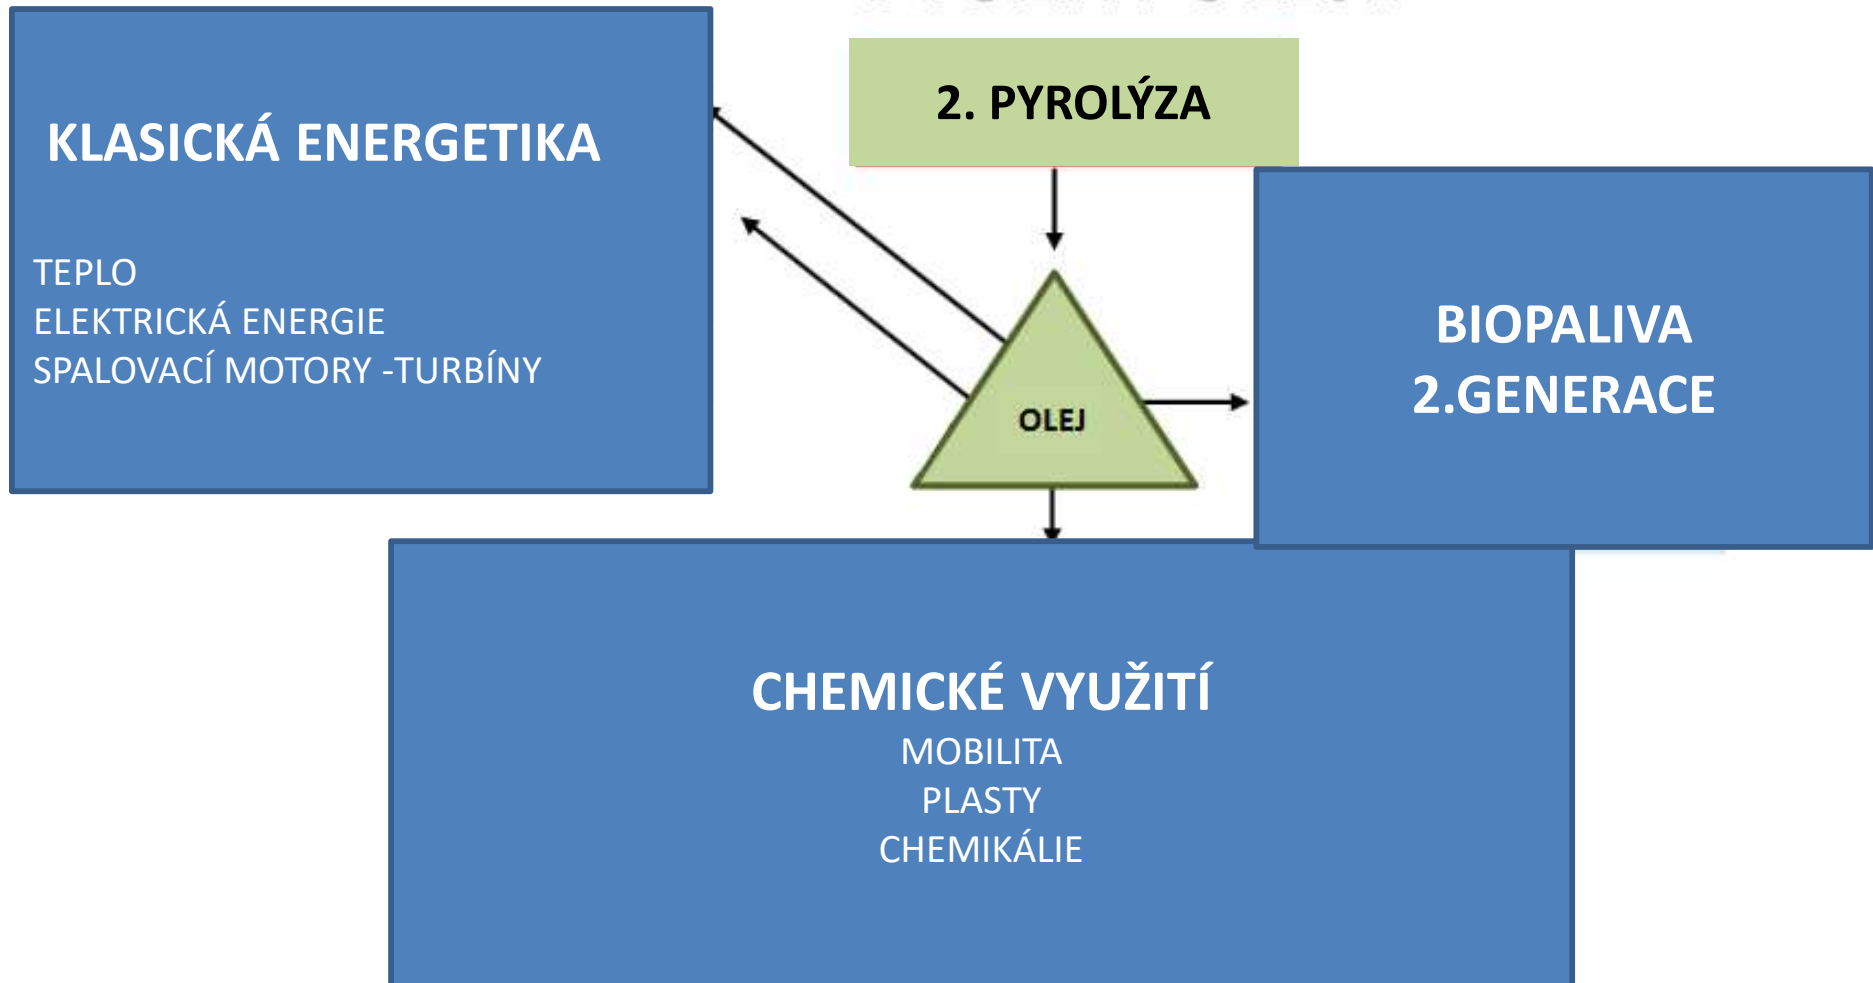 2. PYROLÝZA
KLASICKÁ ENERGETIKA
TEPLO
ELEKTRICKÁ ENERGIE
SPALOVACÍ MOTORY -TURBÍNY
OLEJ
BIOPALIVA
2.GENERACE
CHEMICKÉ VYUŽITÍ
MOBILITA
PLASTY
CHEMIKÁLIE